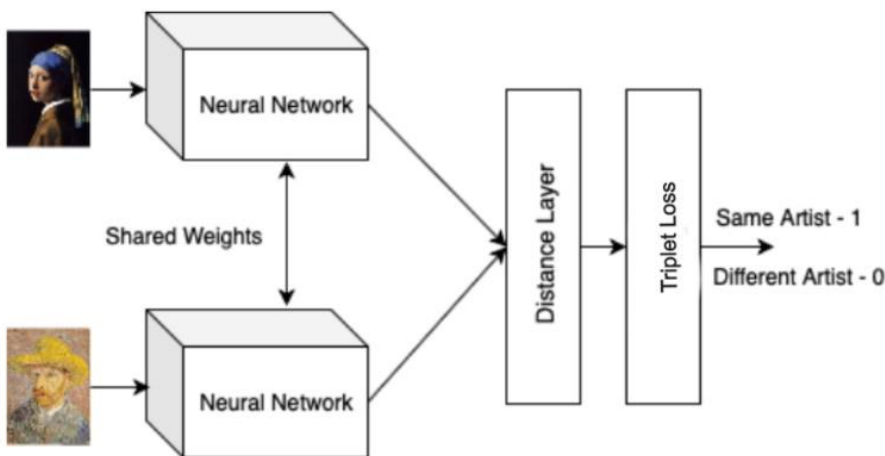 Neural Network
Shared Weights
Neural Network
Distance Layer
Triplet Loss
Same Artist - 1
Different Artist - 0